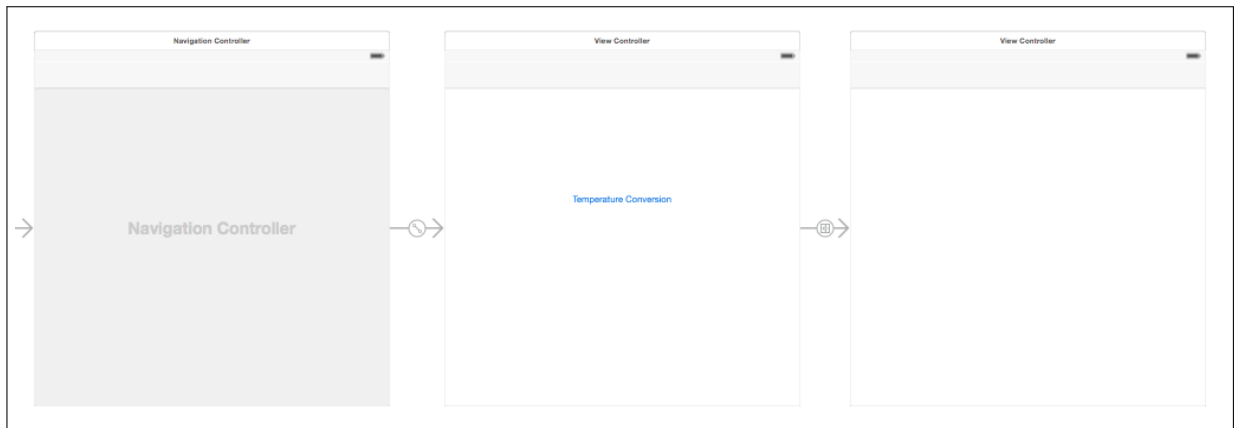 Navigation Controller
View Controller
View Controller
Temperature Conversion
Navigation Controller